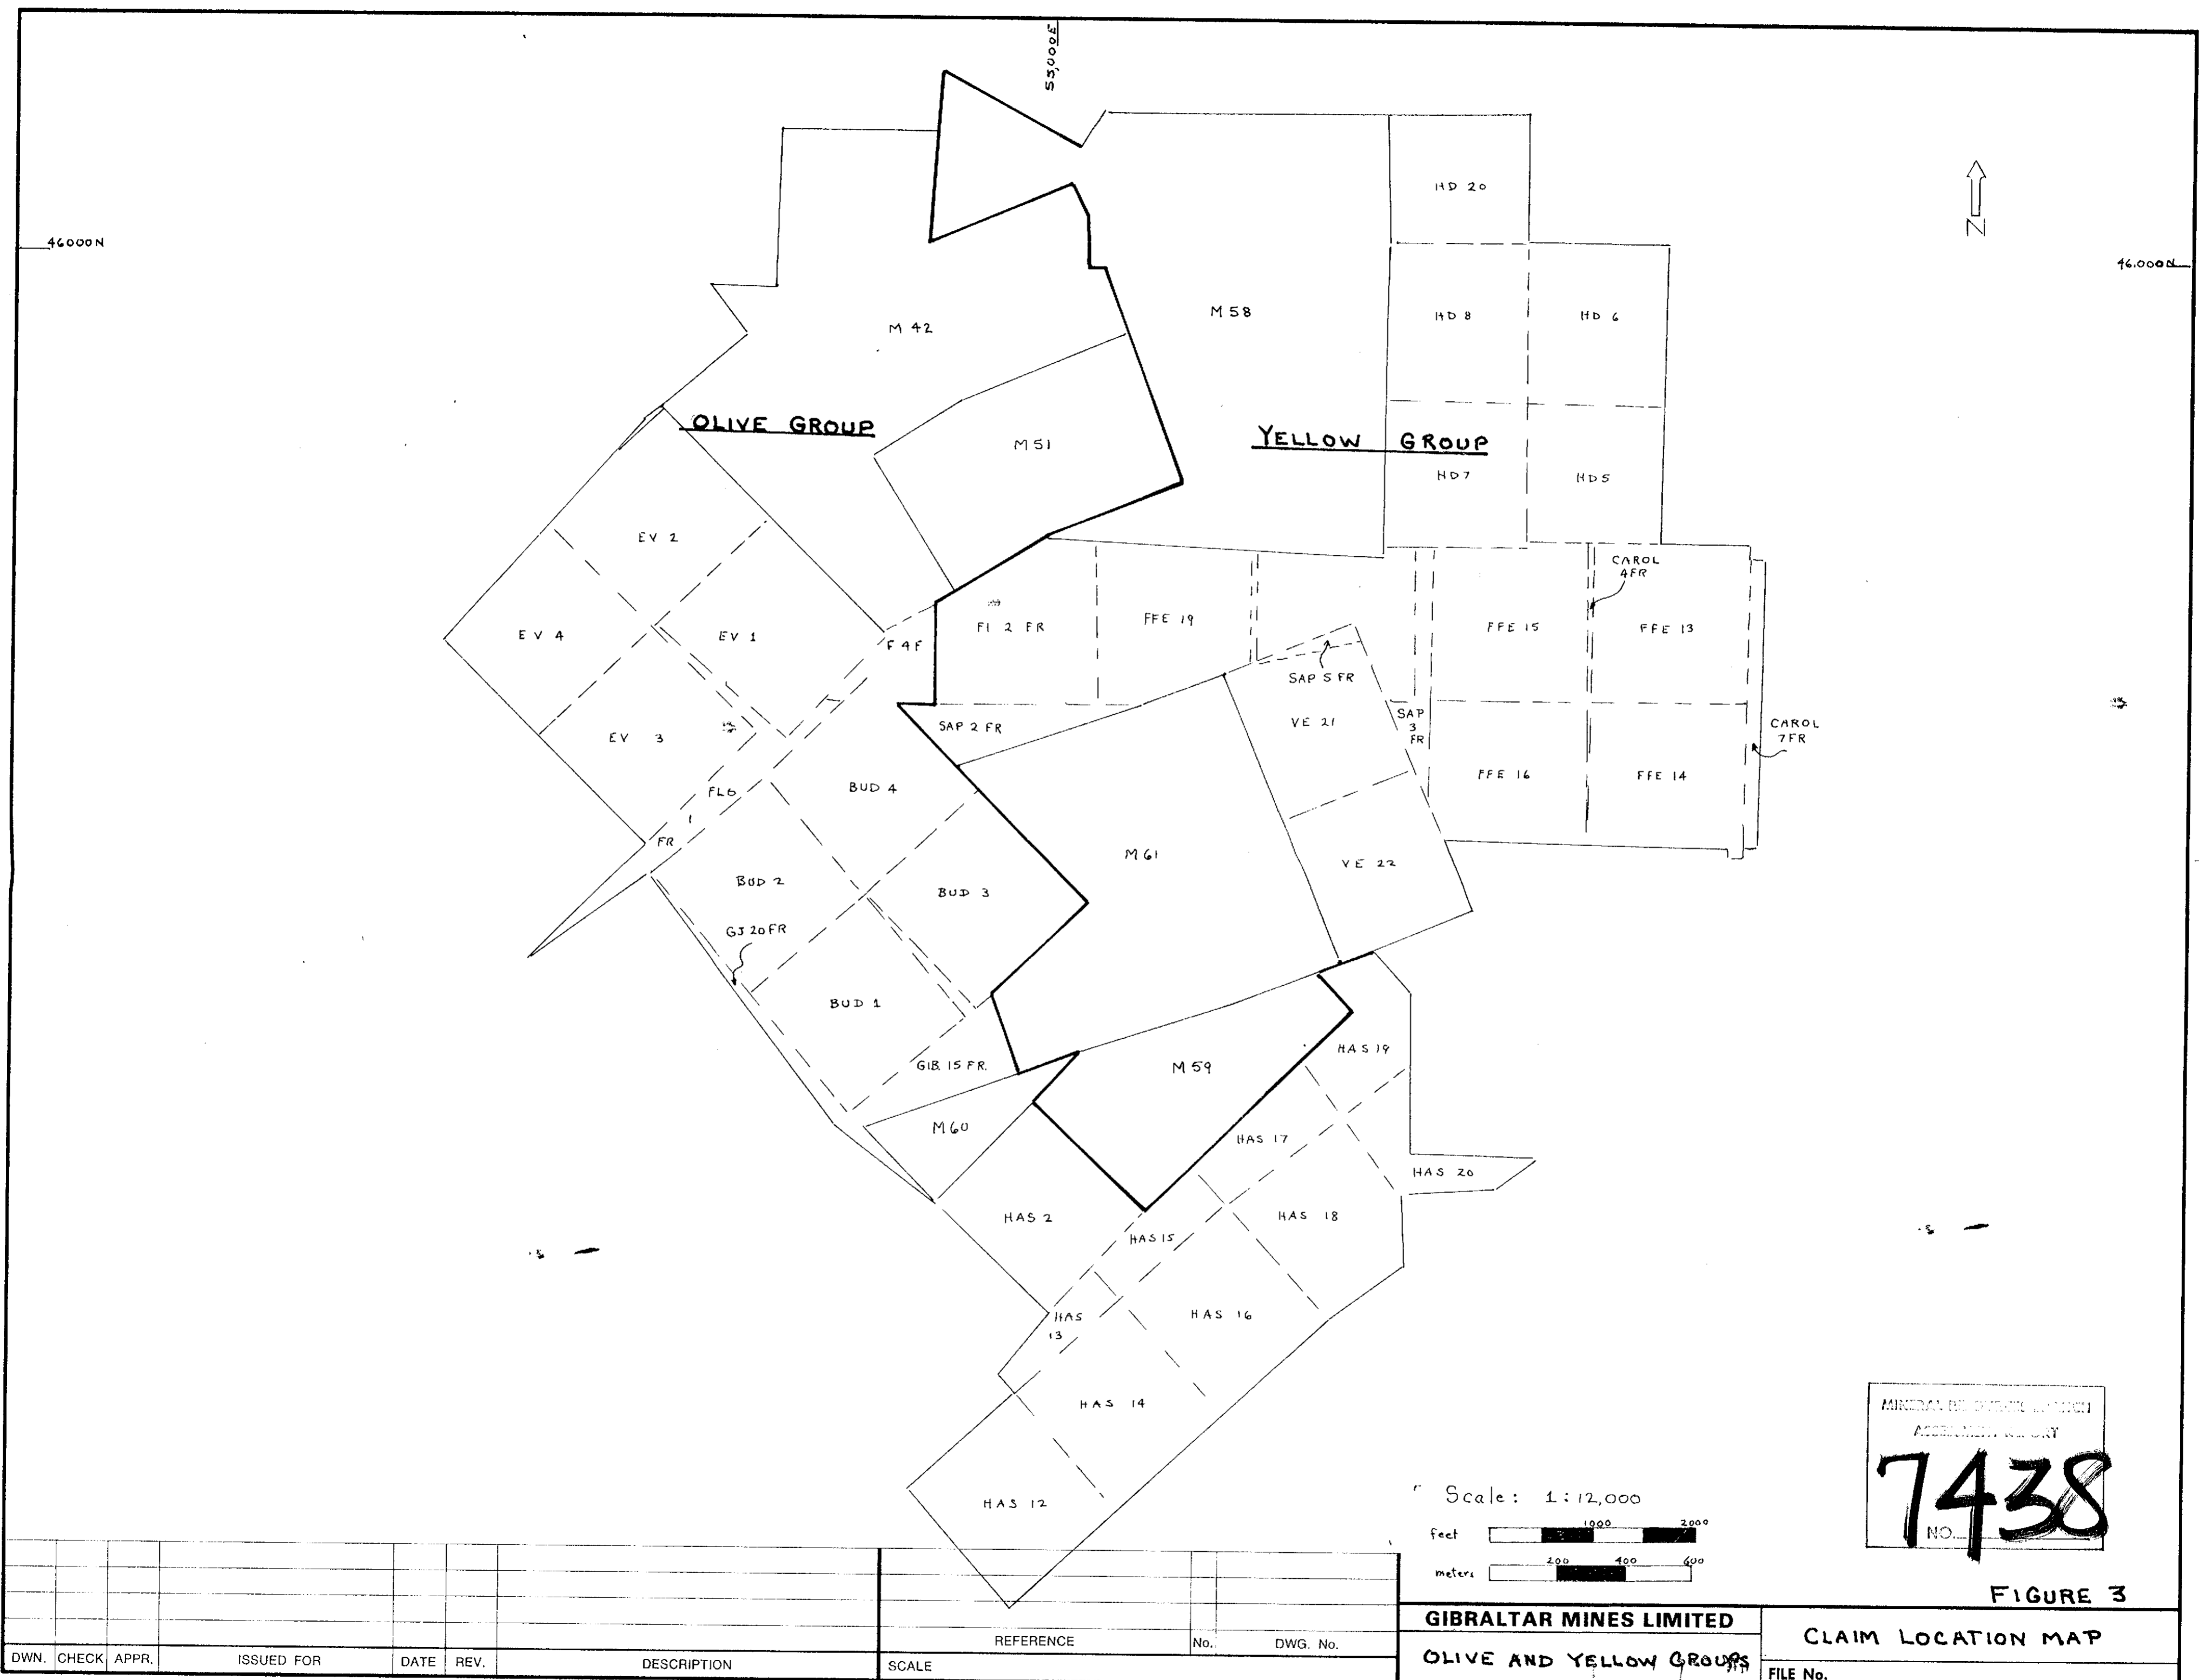 53,000E
46000N
46.000N
N
HD 20
HD 8
HD 6
M 58
M 42
OLIVE GROUP
M 51
YELLOW GROUP
HD 7
HD 5
EV 2
EV 4
EV 1
F 4 F
F1 2 FR
FFE 19
CAROL
4FR
FFE 15
FFE 13
SAP 5 FR
SAP 2 FR
VE 21
SAP
3
FR
CAROL
7FR
EV 3
FL6
1
FR
BUD 4
FFE 16
FFE 14
M 61
VE 22
BUD 2
BUD 3
GJ 20 FR
BUD 1
GIB. 15 FR.
M 59
HAS 19
M 60
HAS 17
HAS 20
HAS 2
HAS 15
HAS 18
HAS
13
HAS 16
HAS 14
HAS 12
Scale: 1:12,000
feet 1000 2000
meters 200 400 600
7438
NO.
FIGURE 3
GIBRALTAR MINES LIMITED
OLIVE AND YELLOW GROUPS
CLAIM LOCATION MAP
FILE No.
REFERENCE No. DWG. No.
DWN. CHECK APPR. ISSUED FOR DATE REV. DESCRIPTION SCALE